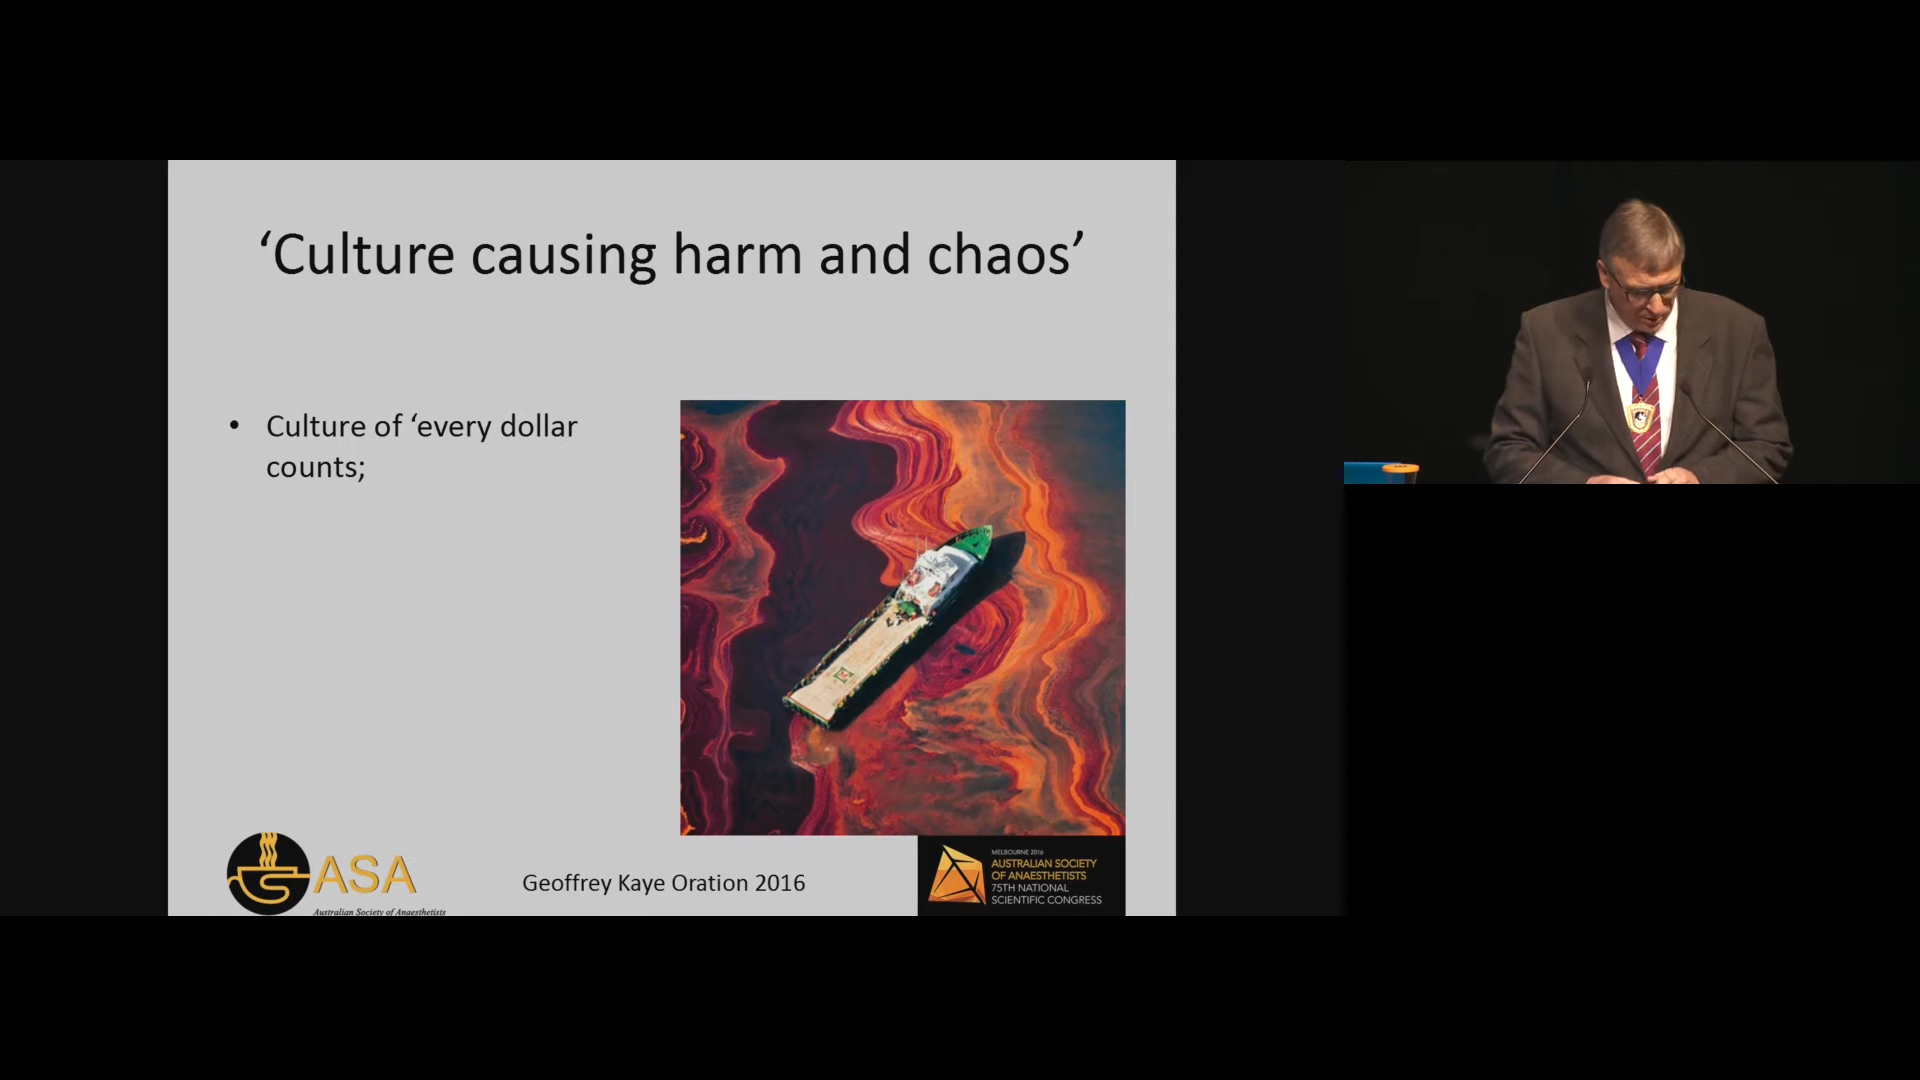 ‘Culture causing harm and chaos’
• Culture of ‘every dollar
counts;
ASA
Australian Society of Anaesthetists
Geoffrey Kaye Oration 2016
MELBOURNE 2016
AUSTRALIAN SOCIETY
OF ANAESTHETISTS
75TH NATIONAL
SCIENTIFIC CONGRESS